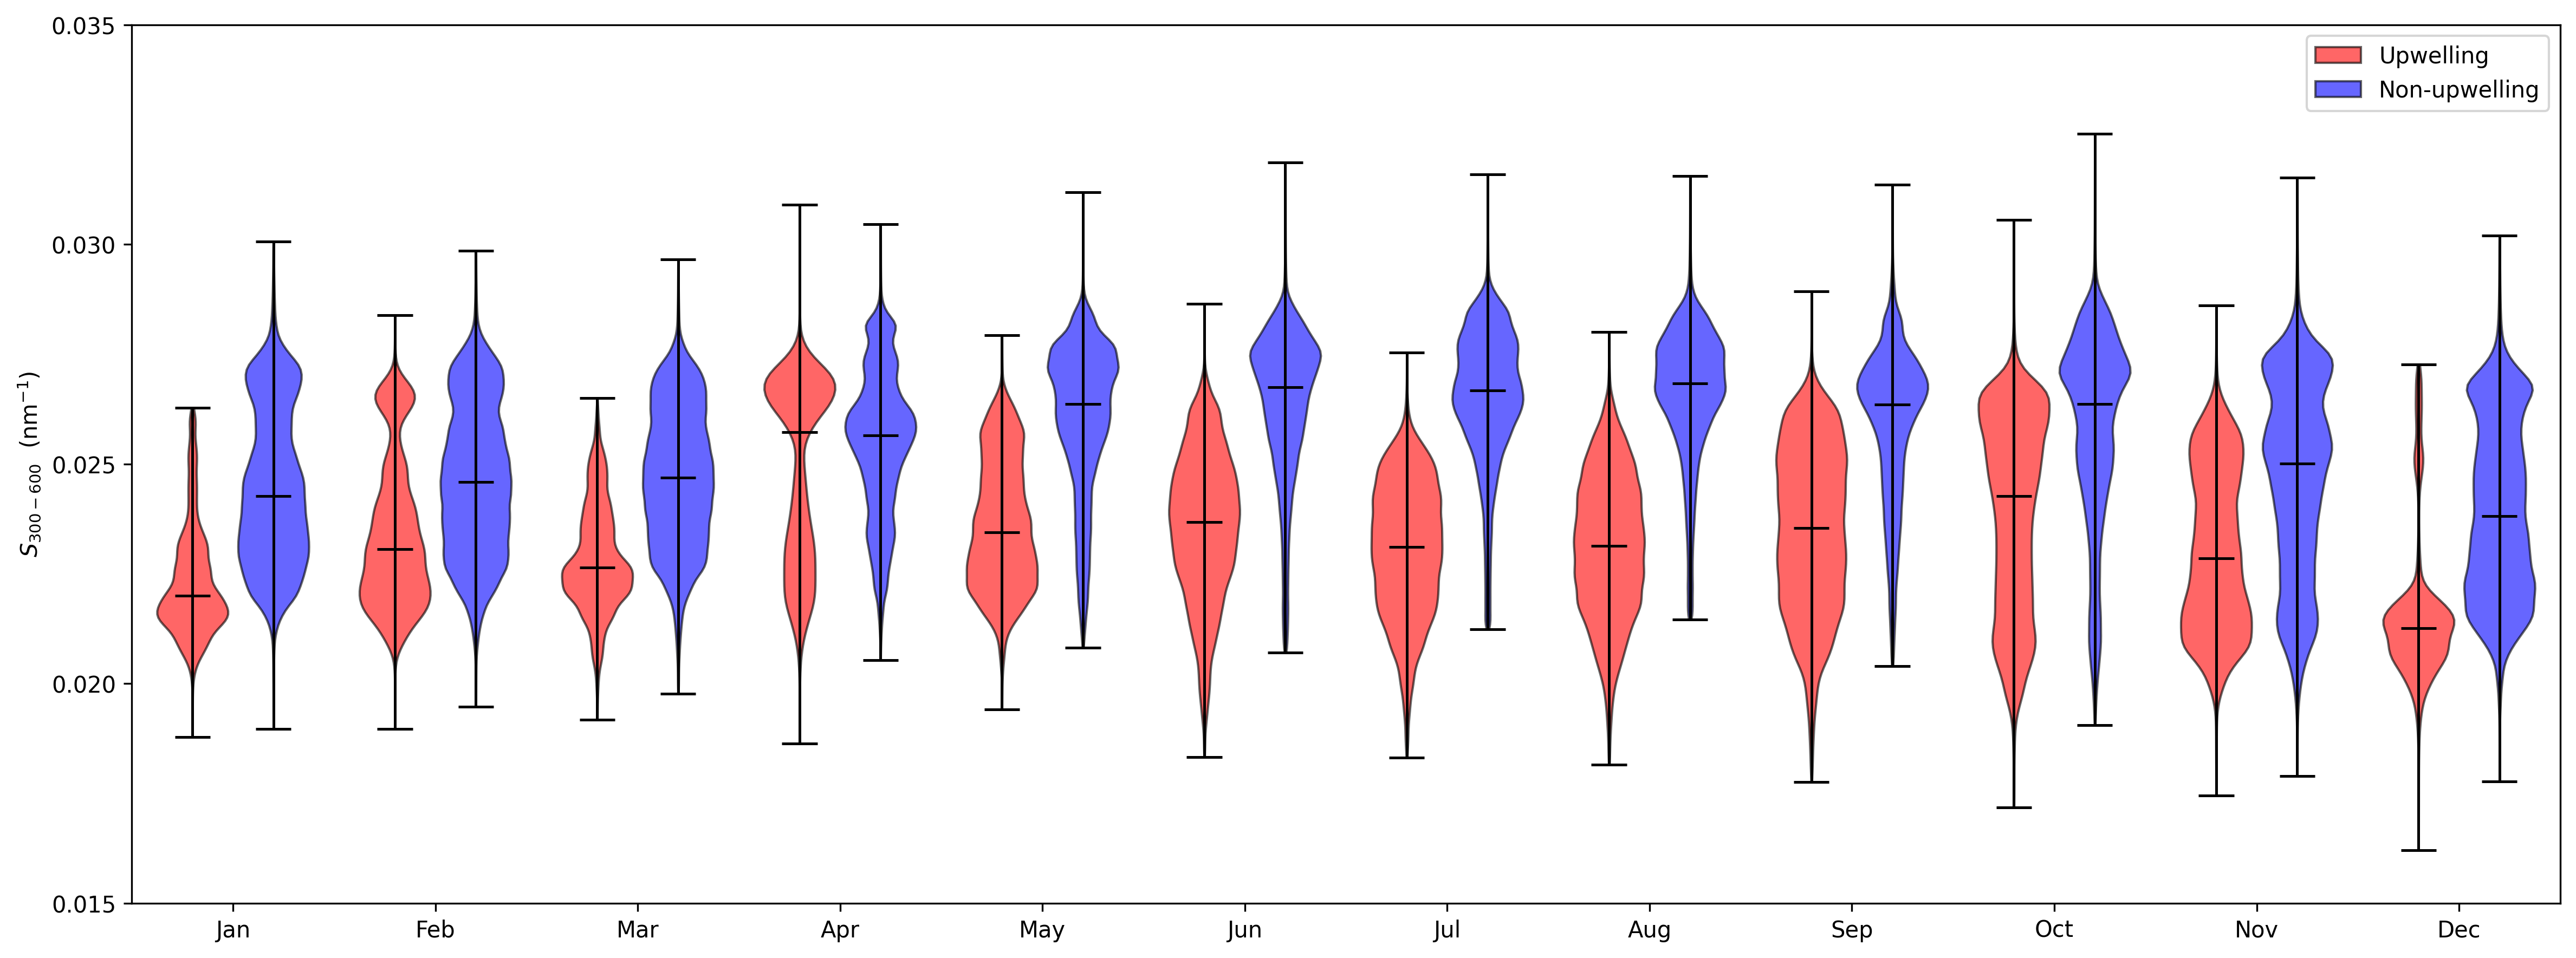 0.035
0.030
0.025
0.020
0.015
S300−600 (nm−1)
Upwelling
Non-upwelling
Jan Feb Mar Apr May Jun Jul Aug Sep Oct Nov Dec